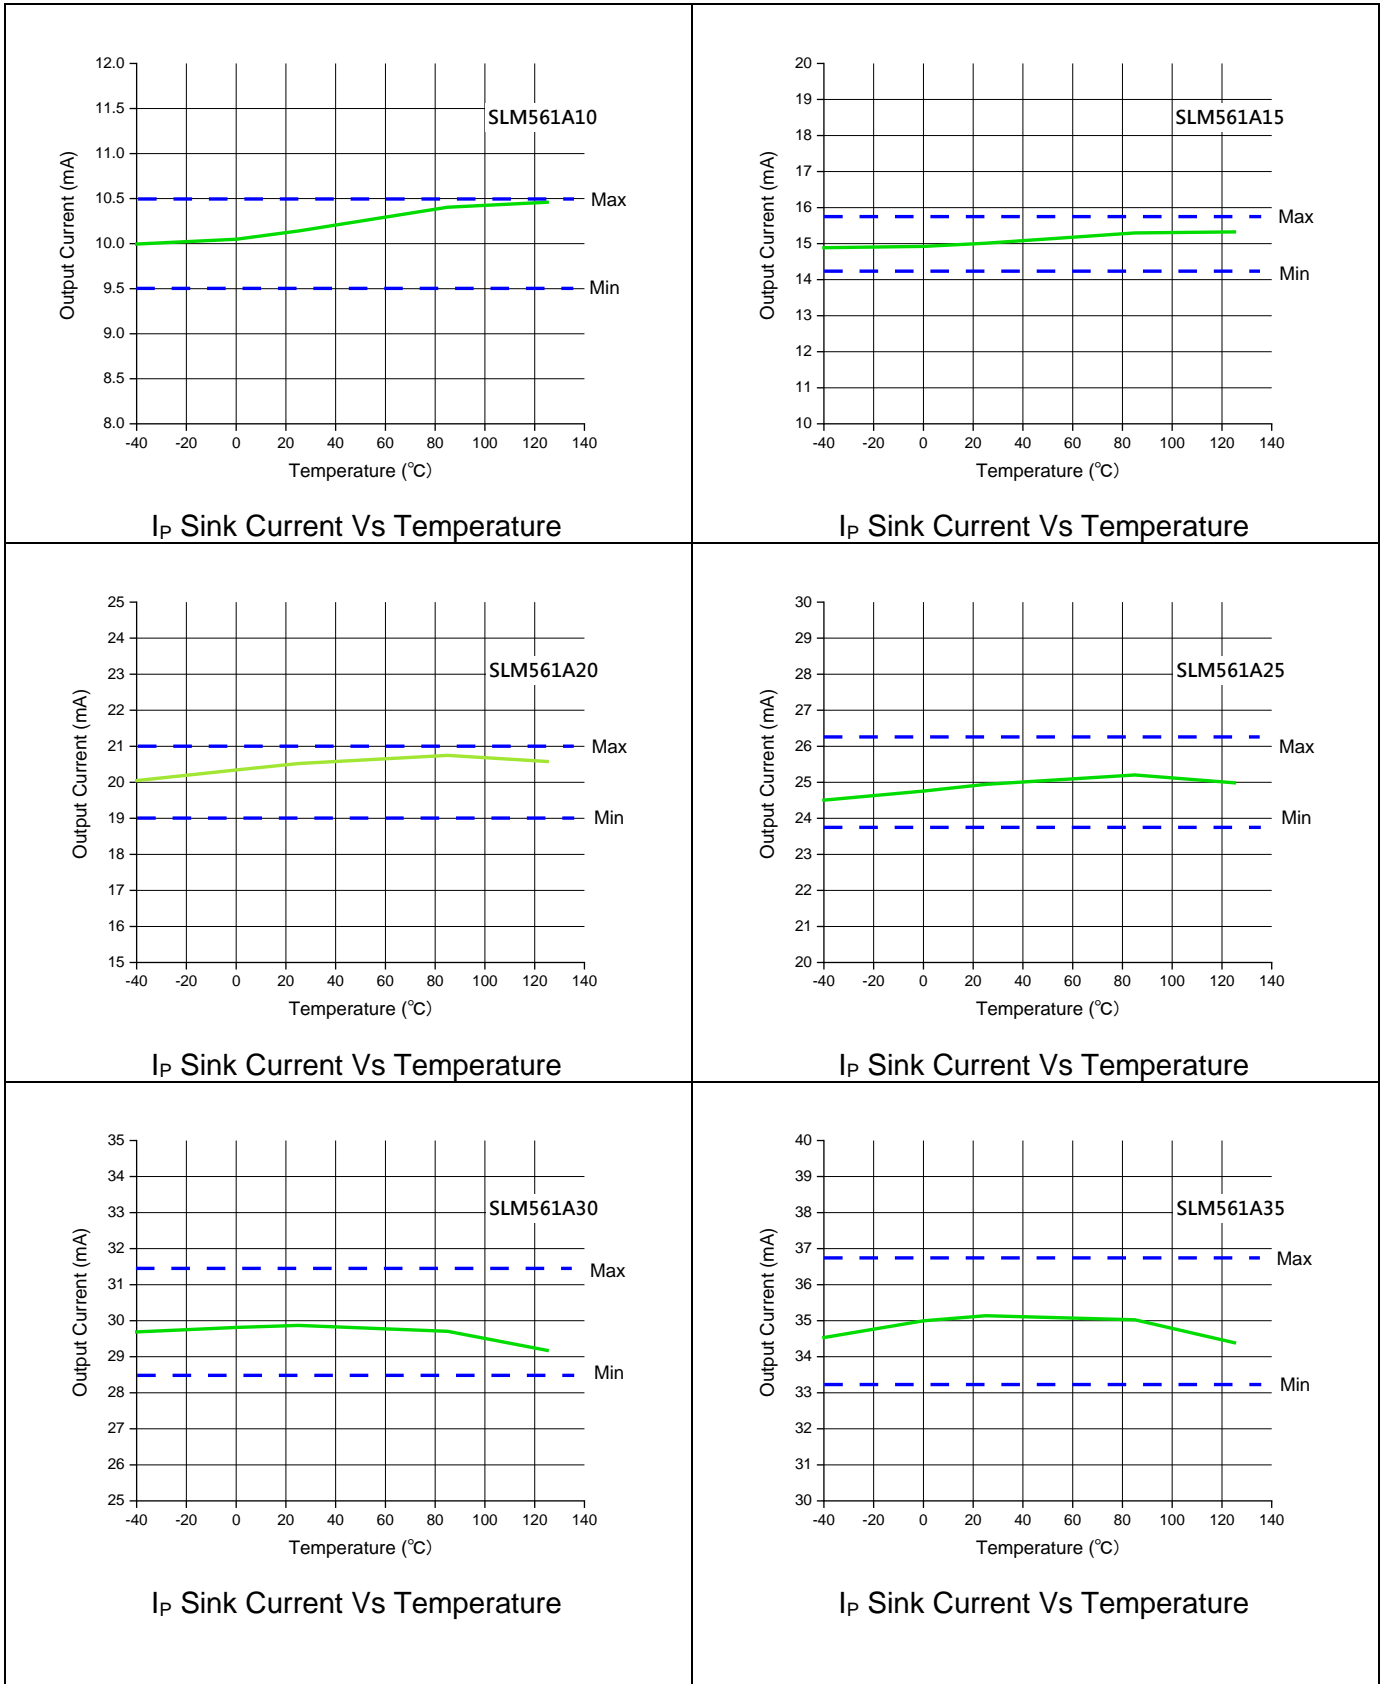 12.0
11.5
11.0
10.5
10.0
9.5
9.0
8.5
8.0
Output Current (mA)
SLM561A10
Max
Min
-40 -20 0 20 40 60 80 100 120 140
Temperature (℃)
IP Sink Current Vs Temperature
20
19
18
17
16
15
14
13
12
11
10
Output Current (mA)
SLM561A15
Max
Min
-40 -20 0 20 40 60 80 100 120 140
Temperature (℃)
IP Sink Current Vs Temperature
25
24
23
22
21
20
19
18
17
16
15
Output Current (mA)
SLM561A20
Max
Min
-40 -20 0 20 40 60 80 100 120 140
Temperature (℃)
IP Sink Current Vs Temperature
30
29
28
27
26
25
24
23
22
21
20
Output Current (mA)
SLM561A25
Max
Min
-40 -20 0 20 40 60 80 100 120 140
Temperature (℃)
IP Sink Current Vs Temperature
35
34
33
32
31
30
29
28
27
26
25
Output Current (mA)
SLM561A30
Max
Min
-40 -20 0 20 40 60 80 100 120 140
Temperature (℃)
IP Sink Current Vs Temperature
40
39
38
37
36
35
34
33
32
31
30
Output Current (mA)
SLM561A35
Max
Min
-40 -20 0 20 40 60 80 100 120 140
Temperature (℃)
IP Sink Current Vs Temperature